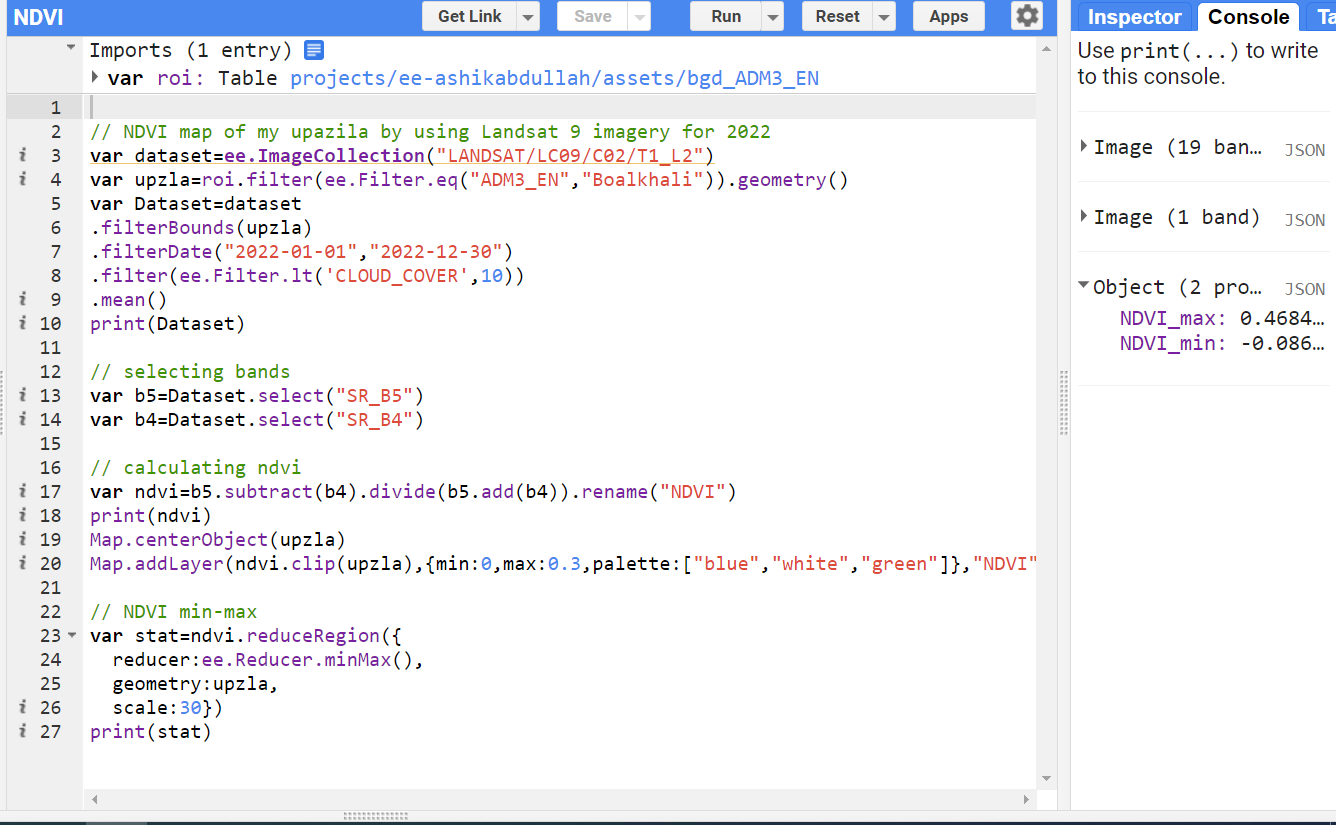 NDVI
Get Link Save Run Reset Apps
Imports (1 entry)
var roi: Table projects/ee-ashikabdullah/assets/bgd_ADM3_EN
1
2 // NDVI map of my upazila by using Landsat 9 imagery for 2022
3 var dataset=ee.ImageCollection("LANDSAT/LC09/C02/T1_L2")
4 var upzla=roi.filter(ee.Filter.eq("ADM3_EN","Boalkhali")).geometry()
5 var Dataset=dataset
6 .filterBounds(upzla)
7 .filterDate("2022-01-01","2022-12-30")
8 .filter(ee.Filter.lt('CLOUD_COVER',10))
9 .mean()
10 print(Dataset)
11
12 // selecting bands
13 var b5=Dataset.select("SR_B5")
14 var b4=Dataset.select("SR_B4")
15
16 // calculating ndvi
17 var ndvi=b5.subtract(b4).divide(b5.add(b4)).rename("NDVI")
18 print(ndvi)
19 Map.centerObject(upzla)
20 Map.addLayer(ndvi.clip(upzla),{min:0,max:0.3,palette:["blue","white","green"]},"NDVI"
21
22 // NDVI min-max
23 var stat=ndvi.reduceRegion({
24 reducer:ee.Reducer.minMax(),
25 geometry:upzla,
26 scale:30})
27 print(stat)
Inspector Console Ta
Use print(...) to write
to this console.
Image (19 ban… JSON
Image (1 band) JSON
Object (2 pro… JSON
NDVI_max: 0.4684…
NDVI_min: -0.086…